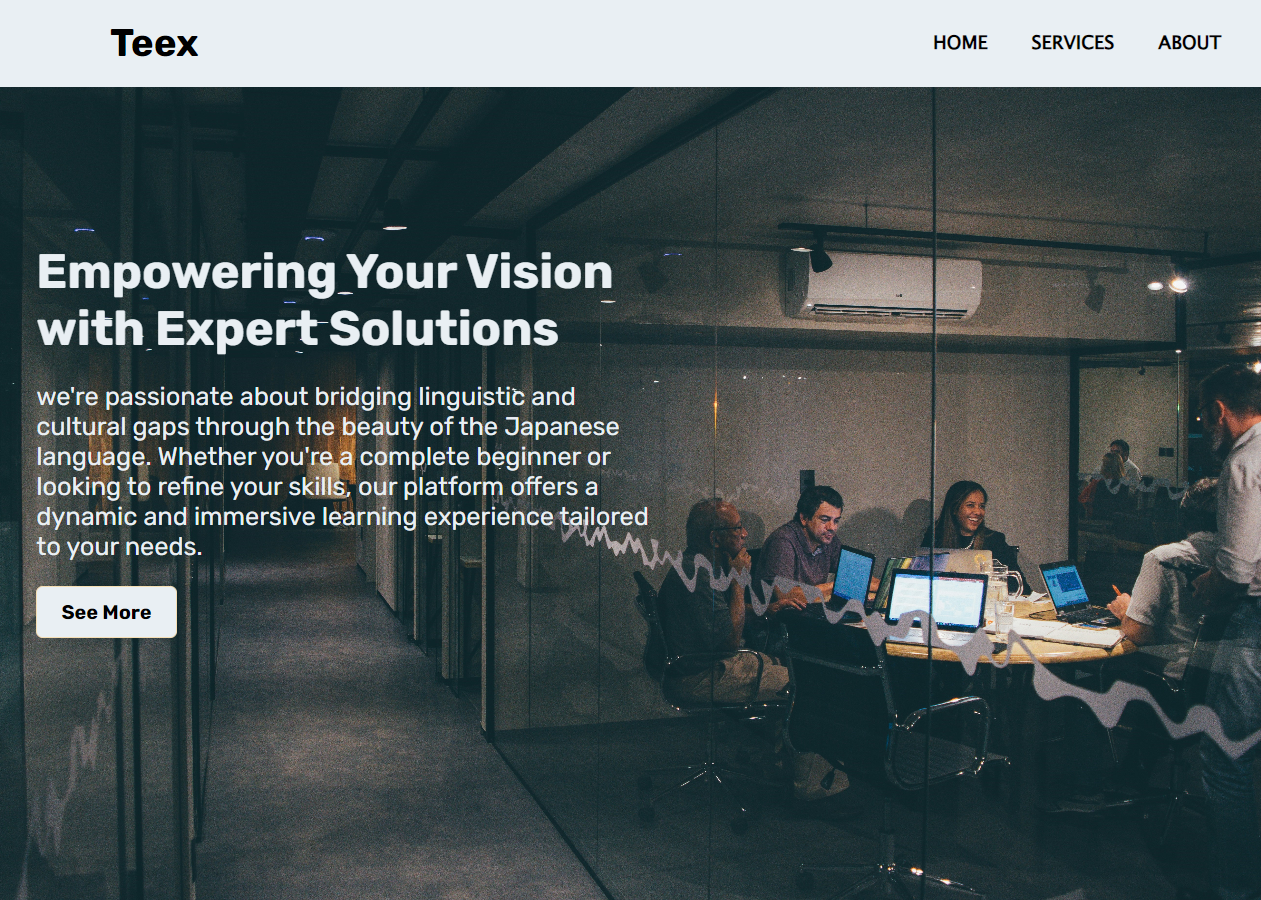 Teex
HOME SERVICES ABOUT
Empowering Your Vision
with Expert Solutions
we're passionate about bridging linguistic and
cultural gaps through the beauty of the Japanese
language. Whether you're a complete beginner or
looking to refine your skills, our platform offers a
dynamic and immersive learning experience tailored
to your needs.
See More